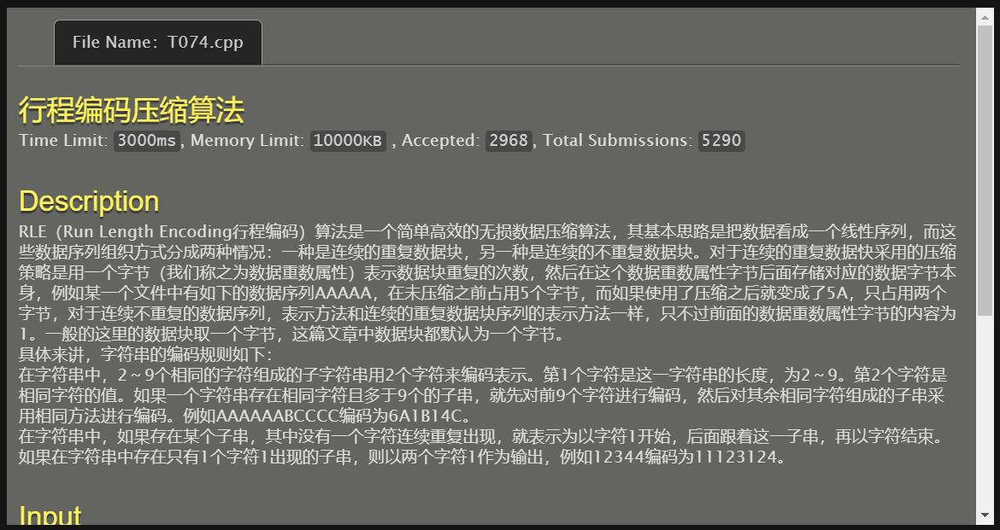 File Name: T074.cpp
行程编码压缩算法
Time Limit: 3000ms, Memory Limit: 10000KB , Accepted: 2968, Total Submissions: 5290
Description
RLE（Run Length Encoding行程编码）算法是一个简单高效的无损数据压缩算法，其基本思路是把数据看成一个线性序列，而这
些数据序列组织方式分成两种情况：一种是连续的重复数据块，另一种是连续的不重复数据块。对于连续的重复数据快采用的压缩
策略是用一个字节（我们称之为数据重数属性）表示数据块重复的次数，然后在这个数据重数属性字节后面存储对应的数据字节本
身，例如某一个文件中有如下的数据序列AAAAA，在未压缩之前占用5个字节，而如果使用了压缩之后就变成了5A，只占用两个
字节，对于连续不重复的数据序列，表示方法和连续的重复数据块序列的表示方法一样，只不过前面的数据重数属性字节的内容为
1。一般的这里的数据块取一个字节，这篇文章中数据块都默认为一个字节。
具体来讲，字符串的编码规则如下：
在字符串中，2～9个相同的字符组成的子字符串用2个字符来编码表示。第1个字符是这一字符串的长度，为2～9。第2个字符是
相同字符的值。如果一个字符串存在相同字符且多于9个的子串，就先对前9个字符进行编码，然后对其余相同字符组成的子串采
用相同方法进行编码。例如AAAAAABCCCC编码为6A1B14C。
在字符串中，如果存在某个子串，其中没有一个字符连续重复出现，就表示为以字符1开始，后面跟着这一子串，再以字符结束。
如果在字符串中存在只有1个字符1出现的子串，则以两个字符1作为输出，例如12344编码为11123124。
Input